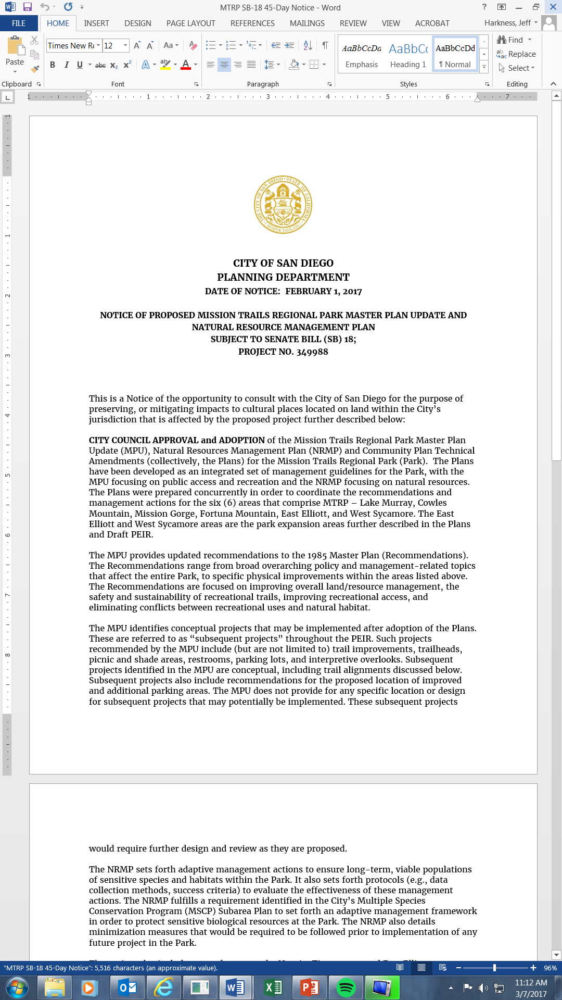 MTRP SB-18 45-Day Notice - Word
FILE HOME INSERT DESIGN PAGE LAYOUT REFERENCES MAILINGS REVIEW VIEW ACROBAT Harkness, Jeff
Paste
Times New Ro 12
Aa
B I U abc x₂ x²
AaBbCcDd AaBbCc AaBbCcDd
Emphasis Heading 1 ¶ Normal
Find
Replace
Select
Clipboard Font Paragraph Styles Editing
1 1 2 3 4 5 6 7
THE CITY OF SAN DIEGO · STATE OF CALIFORNIA
SEMPER VIGILANS
CITY OF SAN DIEGO
PLANNING DEPARTMENT
DATE OF NOTICE: FEBRUARY 1, 2017
NOTICE OF PROPOSED MISSION TRAILS REGIONAL PARK MASTER PLAN UPDATE AND
NATURAL RESOURCE MANAGEMENT PLAN
SUBJECT TO SENATE BILL (SB) 18;
PROJECT NO. 349988
This is a Notice of the opportunity to consult with the City of San Diego for the purpose of
preserving, or mitigating impacts to cultural places located on land within the City’s
jurisdiction that is affected by the proposed project further described below:
CITY COUNCIL APPROVAL and ADOPTION of the Mission Trails Regional Park Master Plan
Update (MPU), Natural Resources Management Plan (NRMP) and Community Plan Technical
Amendments (collectively, the Plans) for the Mission Trails Regional Park (Park). The Plans
have been developed as an integrated set of management guidelines for the Park, with the
MPU focusing on public access and recreation and the NRMP focusing on natural resources.
The Plans were prepared concurrently in order to coordinate the recommendations and
management actions for the six (6) areas that comprise MTRP – Lake Murray, Cowles
Mountain, Mission Gorge, Fortuna Mountain, East Elliott, and West Sycamore. The East
Elliott and West Sycamore areas are the park expansion areas further described in the Plans
and Draft PEIR.
The MPU provides updated recommendations to the 1985 Master Plan (Recommendations).
The Recommendations range from broad overarching policy and management-related topics
that affect the entire Park, to specific physical improvements within the areas listed above.
The Recommendations are focused on improving overall land/resource management, the
safety and sustainability of recreational trails, improving recreational access, and
eliminating conflicts between recreational uses and natural habitat.
The MPU identifies conceptual projects that may be implemented after adoption of the Plans.
These are referred to as “subsequent projects” throughout the PEIR. Such projects
recommended by the MPU include (but are not limited to) trail improvements, trailheads,
picnic and shade areas, restrooms, parking lots, and interpretive overlooks. Subsequent
projects identified in the MPU are conceptual, including trail alignments discussed below.
Subsequent projects also include recommendations for the proposed location of improved
and additional parking areas. The MPU does not provide for any specific location or design
for subsequent projects that may potentially be implemented. These subsequent projects
would require further design and review as they are proposed.
The NRMP sets forth adaptive management actions to ensure long-term, viable populations
of sensitive species and habitats within the Park. It also sets forth protocols (e.g., data
collection methods, success criteria) to evaluate the effectiveness of these management
actions. The NRMP fulfills a requirement identified in the City’s Multiple Species
Conservation Program (MSCP) Subarea Plan to set forth an adaptive management framework
in order to protect sensitive biological resources at the Park. The NRMP also details
minimization measures that would be required to be followed prior to implementation of any
future project in the Park.
"MTRP SB-18 45-Day Notice": 5,516 characters (an approximate value). 96%
11:12 AM
3/7/2017